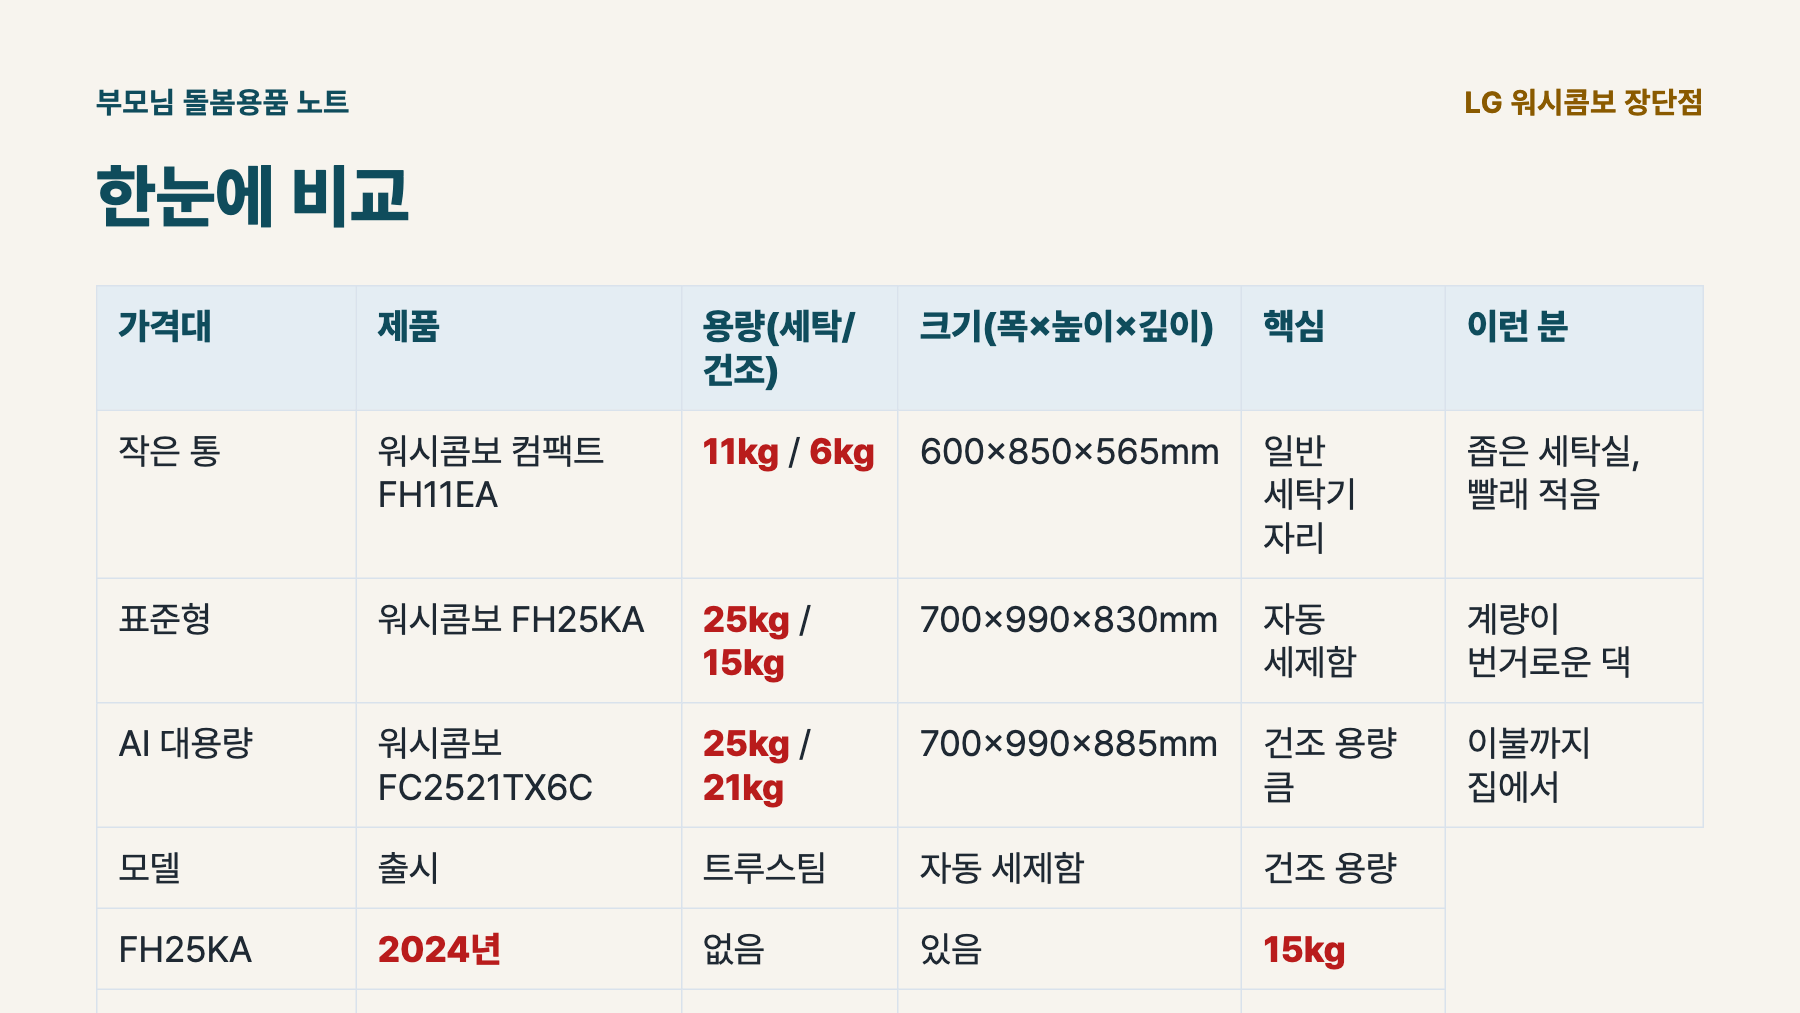 부모님 돌봄용품 노트
LG 워시콤보 장단점
한눈에 비교
가격대 제품 용량(세탁/건조) 크기(폭×높이×깊이) 핵심 이런 분
작은 통 워시콤보 컴팩트 FH11EA 11kg / 6kg 600×850×565mm 일반 세탁기 자리 좁은 세탁실, 빨래 적음
표준형 워시콤보 FH25KA 25kg / 15kg 700×990×830mm 자동 세제함 계량이 번거로운 댁
AI 대용량 워시콤보 FC2521TX6C 25kg / 21kg 700×990×885mm 건조 용량 큼 이불까지 집에서
모델 출시 트루스팀 자동 세제함 건조 용량
FH25KA 2024년 없음 있음 15kg